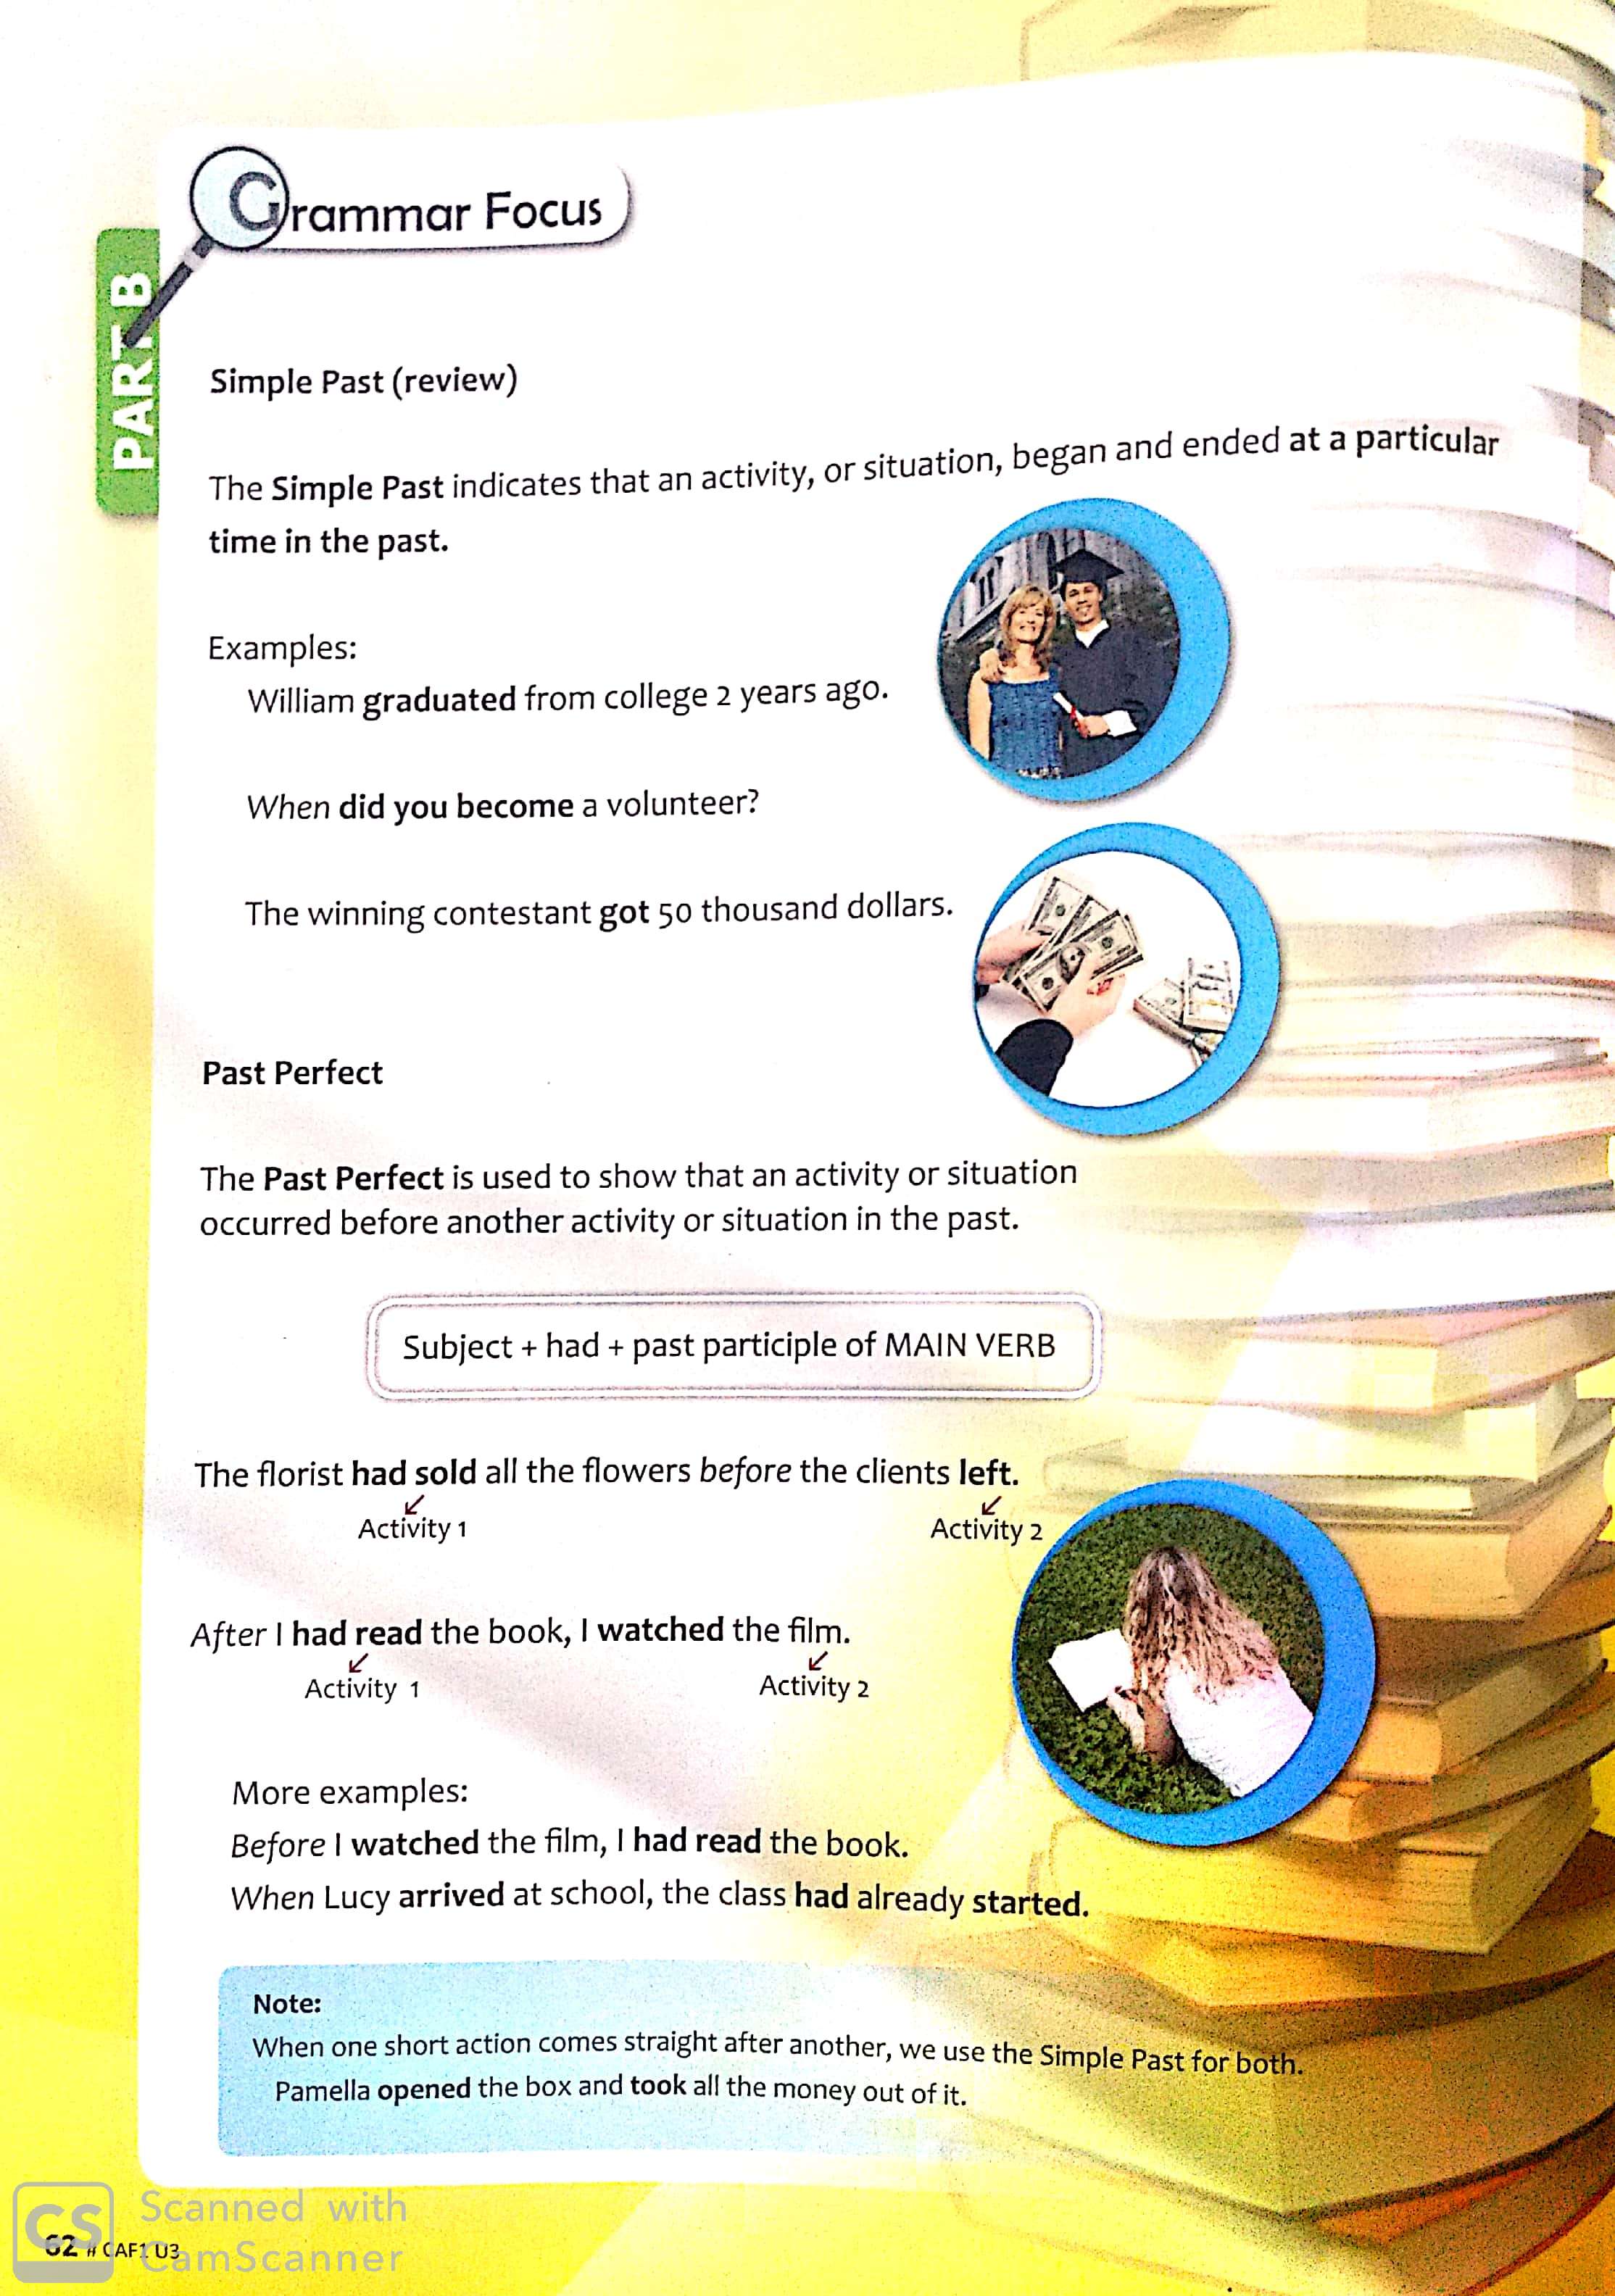 Grammar Focus
PART B
Simple Past (review)
The Simple Past indicates that an activity, or situation, began and ended at a particular
time in the past.
Examples:
William graduated from college 2 years ago.
When did you become a volunteer?
The winning contestant got 50 thousand dollars.
Past Perfect
The Past Perfect is used to show that an activity or situation
occurred before another activity or situation in the past.
Subject + had + past participle of MAIN VERB
The florist had sold all the flowers before the clients left.
Activity 1 Activity 2
After I had read the book, I watched the film.
Activity 1 Activity 2
More examples:
Before I watched the film, I had read the book.
When Lucy arrived at school, the class had already started.
Note:
When one short action comes straight after another, we use the Simple Past for both.
Pamella opened the box and took all the money out of it.
CS Scanned with
CamScanner
62 # CAF1 U3